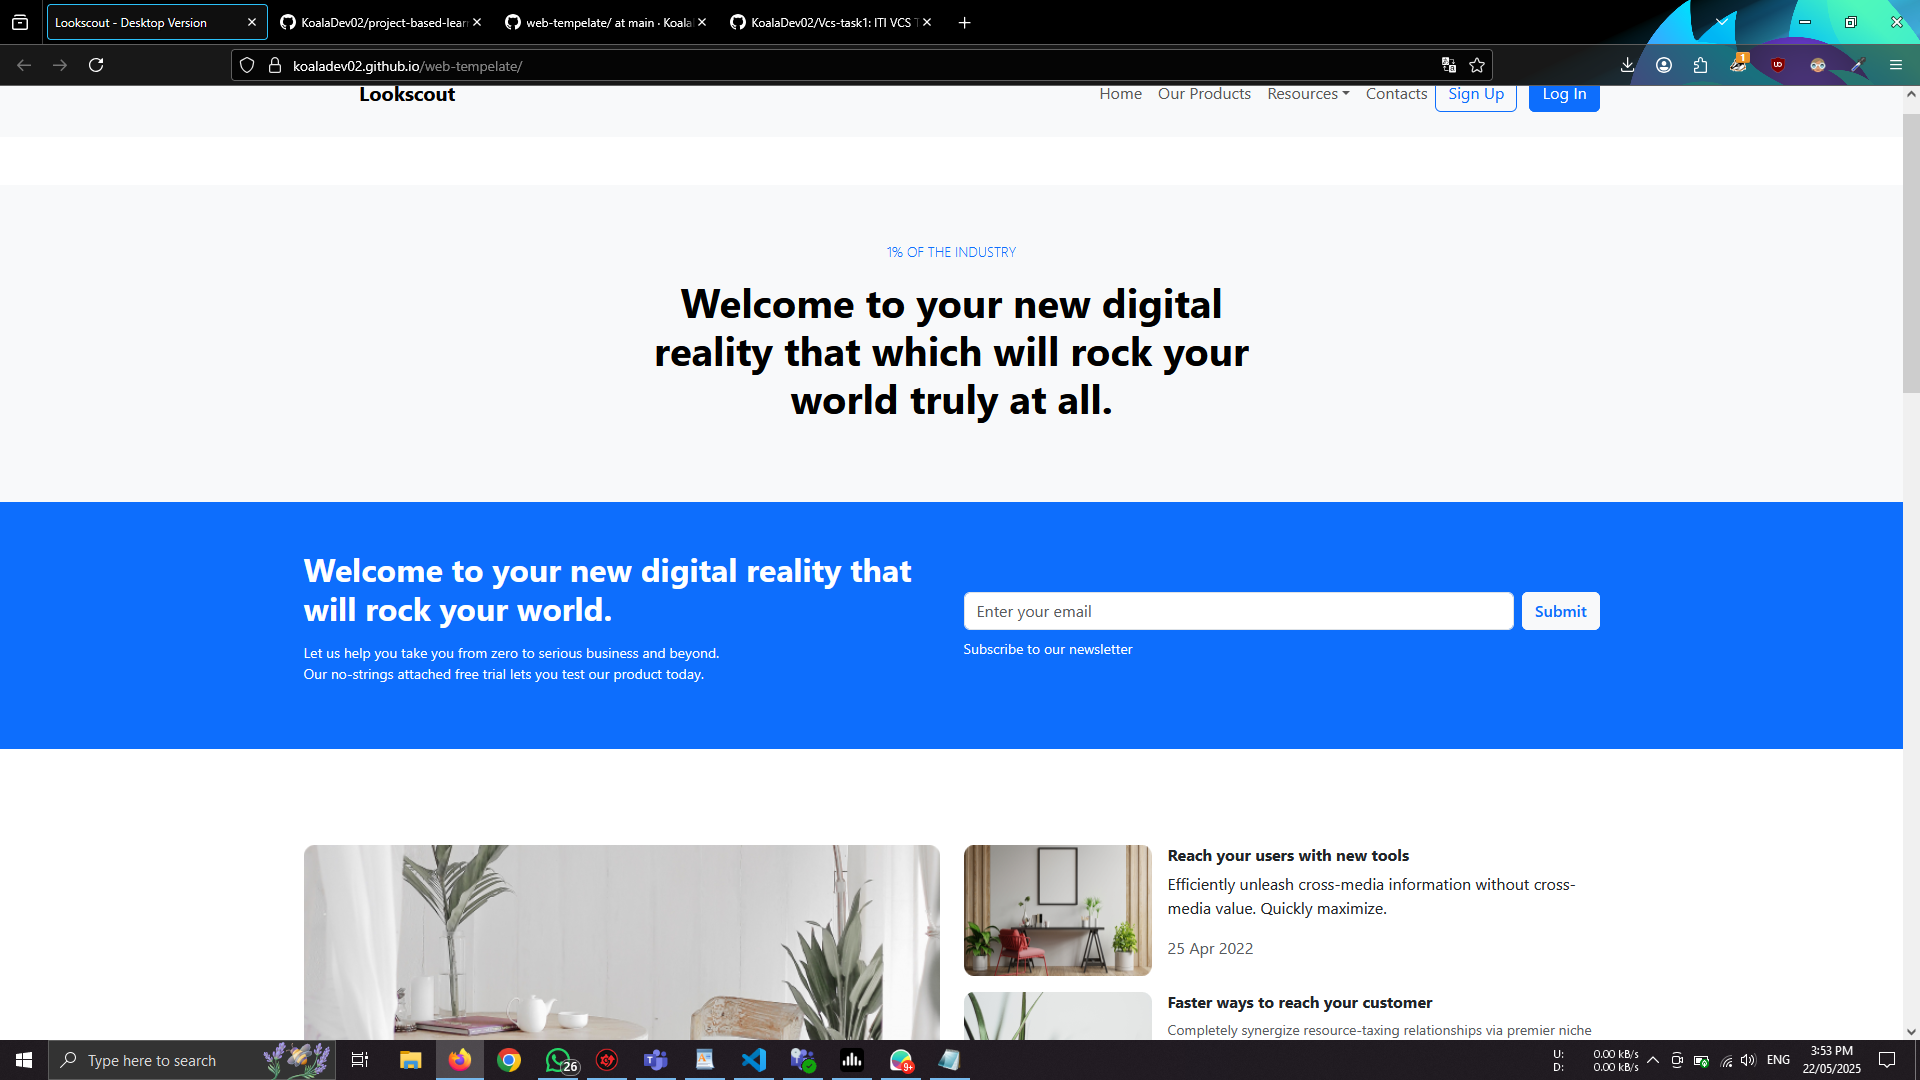 Lookscout - Desktop Version
KoalaDev02/project-based-lear
web-tempelate/ at main · Koala
KoalaDev02/Vcs-task1: ITI VCS T
koaladev02.github.io/web-tempelate/
1
Lookscout
Home
Our Products
Resources
Contacts
Sign Up
Log In
1% OF THE INDUSTRY
Welcome to your new digital
reality that which will rock your
world truly at all.
Welcome to your new digital reality that
will rock your world.
Let us help you take you from zero to serious business and beyond.
Our no-strings attached free trial lets you test our product today.
Enter your email
Submit
Subscribe to our newsletter
Reach your users with new tools
Efficiently unleash cross-media information without cross-
media value. Quickly maximize.
25 Apr 2022
Faster ways to reach your customer
Completely synergize resource-taxing relationships via premier niche
Type here to search
26
9+
U: 0.00 kB/s
D: 0.00 kB/s
ENG
3:53 PM
22/05/2025